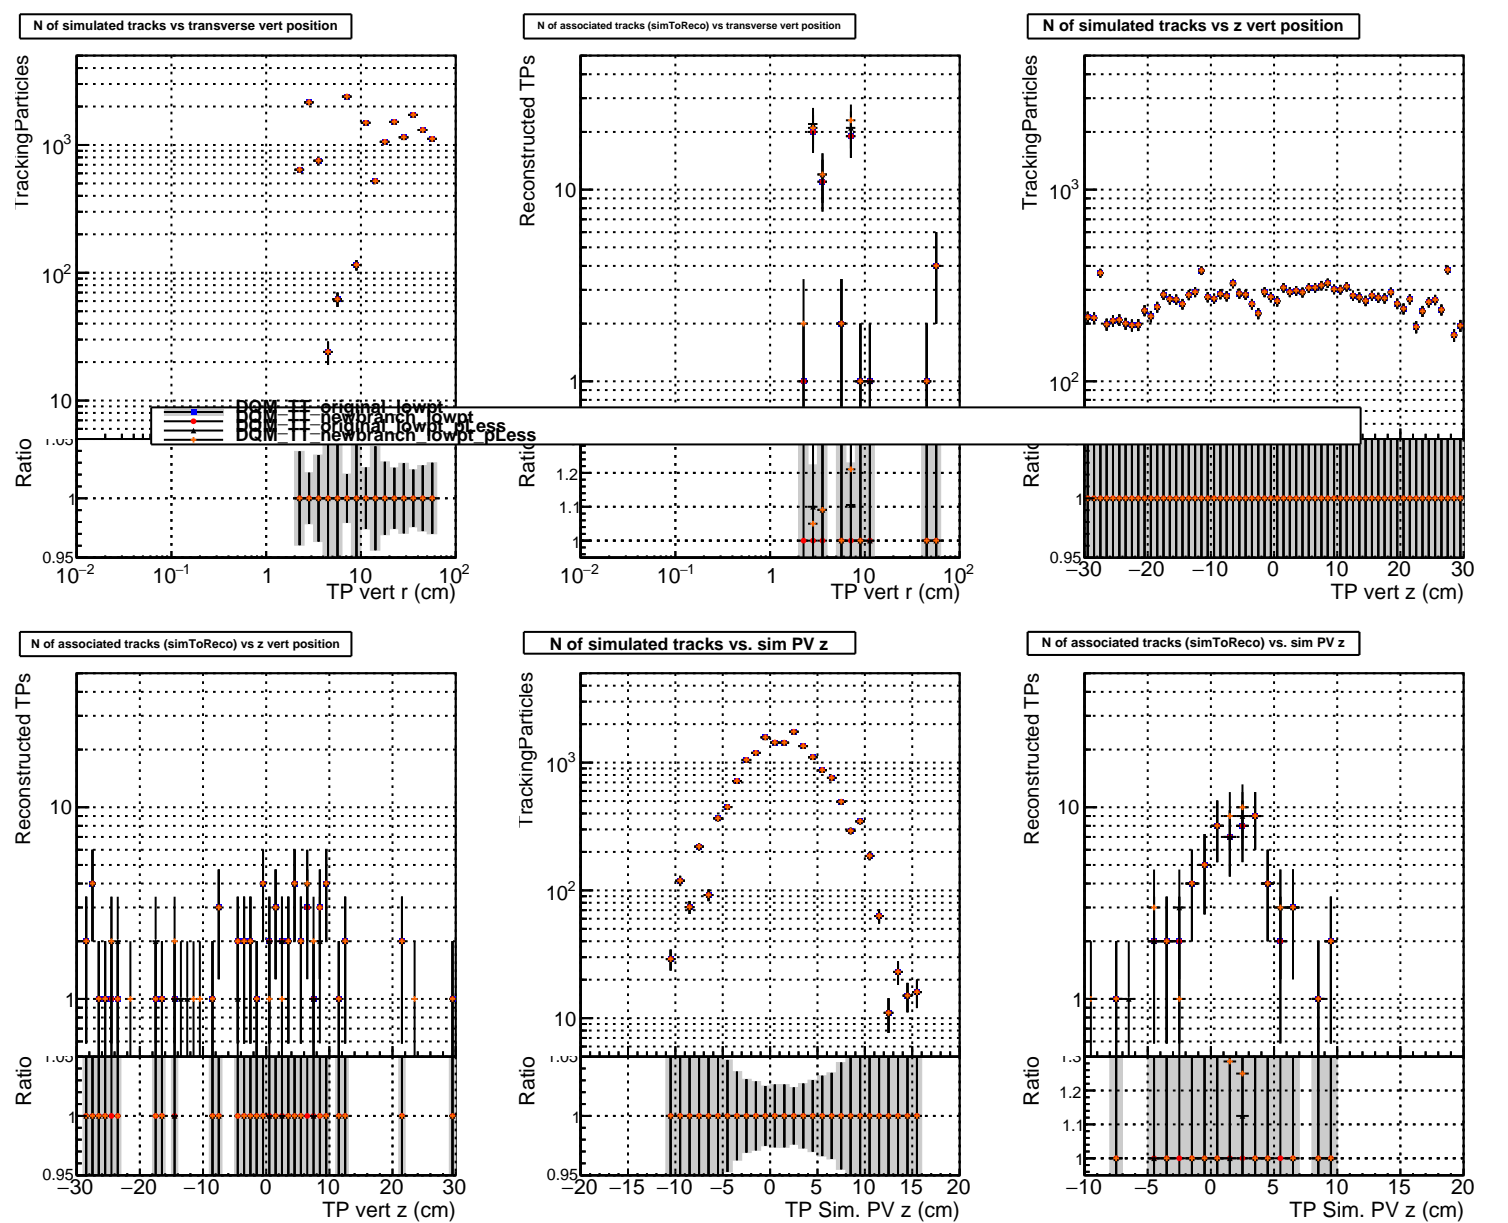 N of simulated tracks vs transverse vert position
TrackingParticles
10³
10²
10
Ratio
1
0.95
10⁻² 10⁻¹ 1 10 10²
TP vert r (cm)
N of associated tracks (simToReco) vs transverse vert position
Reconstructed TPs
10
1
Ratio
1.2
1.1
1
10⁻² 10⁻¹ 1 10 10²
TP vert r (cm)
N of simulated tracks vs z vert position
TrackingParticles
10³
10²
Ratio
1
0.95
−30 −20 −10 0 10 20 30
TP vert z (cm)
DQM_TT_original_lowpt
DQM_TT_newbranch_lowpt
DQM_TT_original_lowpt_pLess
DQM_TT_newbranch_lowpt_pLess
N of associated tracks (simToReco) vs z vert position
Reconstructed TPs
10
1
Ratio
1
0.95
−30 −20 −10 0 10 20 30
TP vert z (cm)
N of simulated tracks vs. sim PV z
TrackingParticles
10³
10²
10
Ratio
1
0.95
−20 −15 −10 −5 0 5 10 15 20
TP Sim. PV z (cm)
N of associated tracks (simToReco) vs. sim PV z
Reconstructed TPs
10
1
Ratio
1.3
1.2
1.1
1
−10 −5 0 5 10 15 20
TP Sim. PV z (cm)